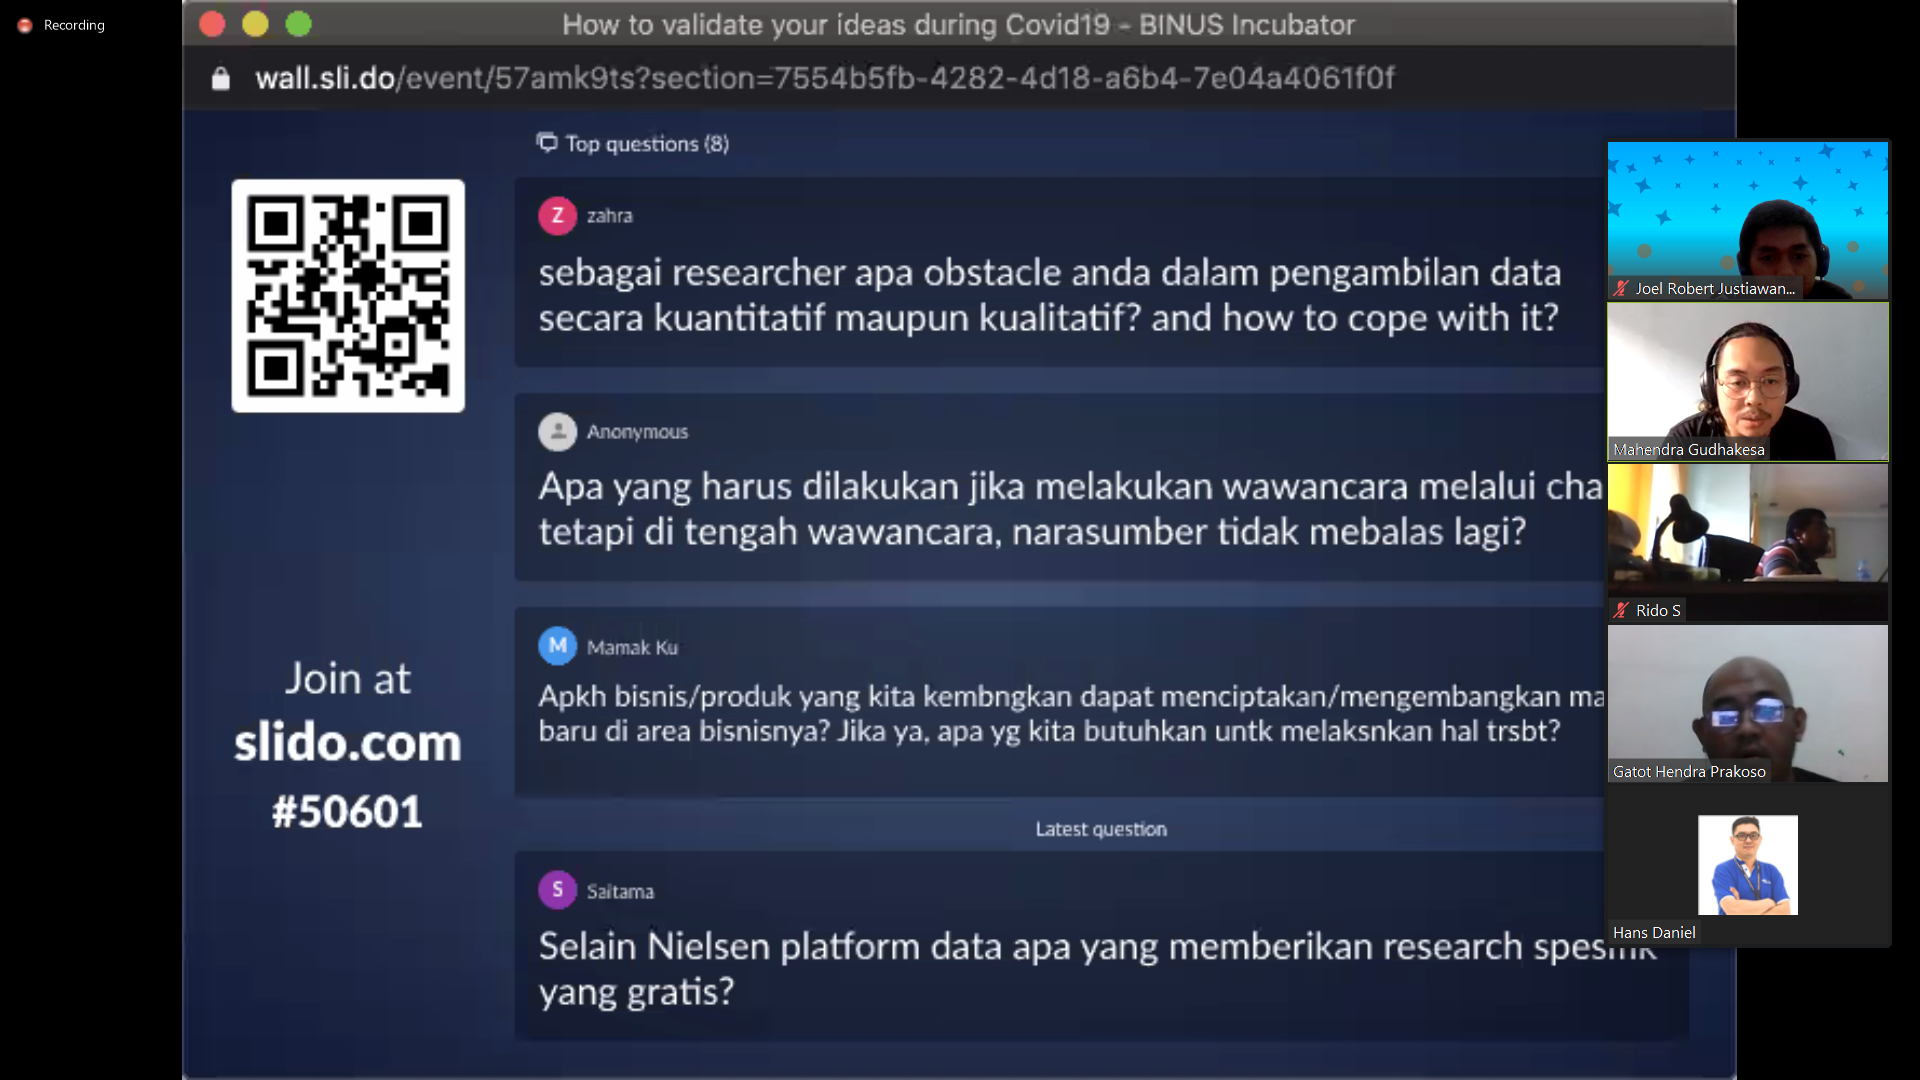 Recording
How to validate your ideas during Covid19 - BINUS Incubator
wall.sli.do/event/57amk9ts?section=7554b5fb-4282-4d18-a6b4-7e04a4061f0f
Top questions (8)
Z zahra
sebagai researcher apa obstacle anda dalam pengambilan data
secara kuantitatif maupun kualitatif? and how to cope with it?
Anonymous
Apa yang harus dilakukan jika melakukan wawancara melalui
tetapi di tengah wawancara, narasumber tidak mebalas lagi?
M Mamak Ku
Apkh bisnis/produk yang kita kembngkan dapat menciptakan/mengembangkan
baru di area bisnisnya? Jika ya, apa yg kita butuhkan untk melaksnkan hal trsbt?
Latest question
S Saitama
Selain Nielsen platform data apa yang memberikan research
yang gratis?
Join at
slido.com
#50601
Joel Robert Justiawan...
Mahendra Gudhakesa
Rido S
Gatot Hendra Prakoso
Hans Daniel